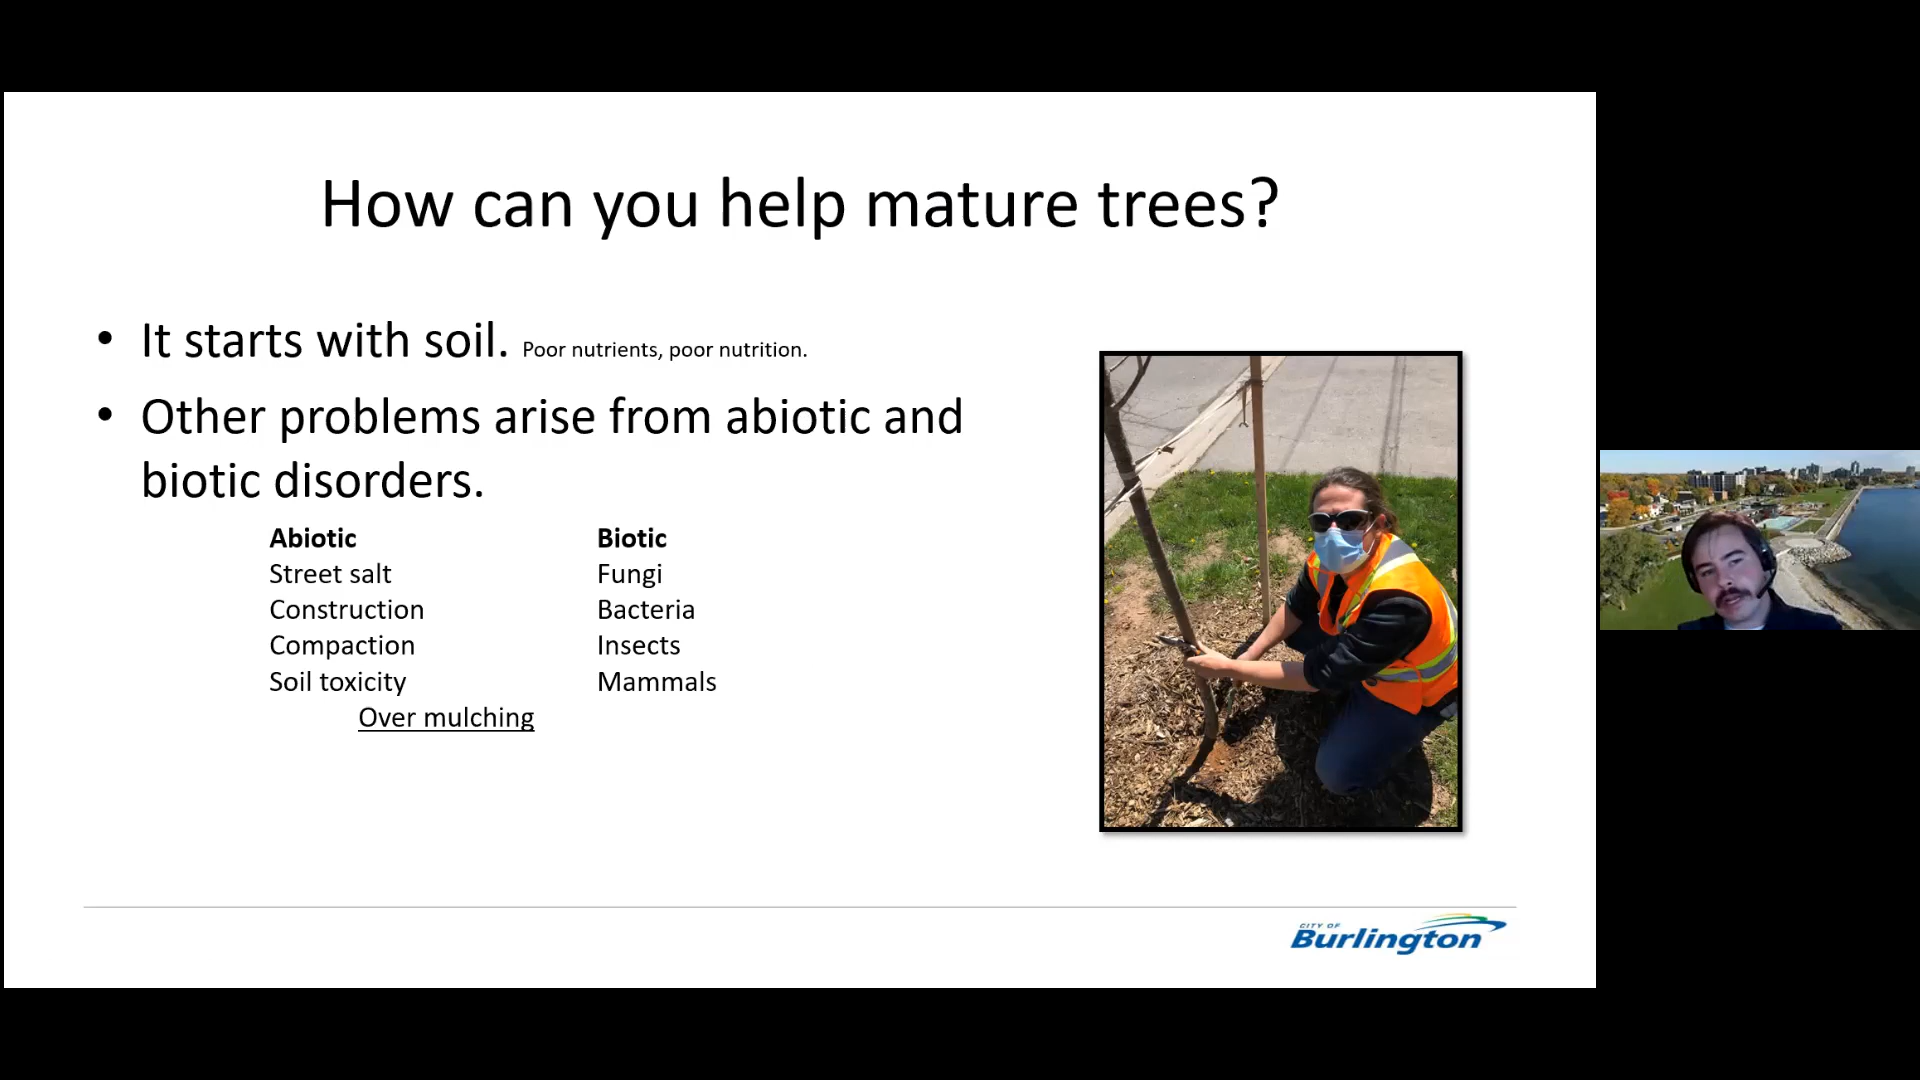 How can you help mature trees?
• It starts with soil. Poor nutrients, poor nutrition.
• Other problems arise from abiotic and
biotic disorders.
Abiotic Biotic
Street salt Fungi
Construction Bacteria
Compaction Insects
Soil toxicity Mammals
Over mulching
CITY OF
Burlington